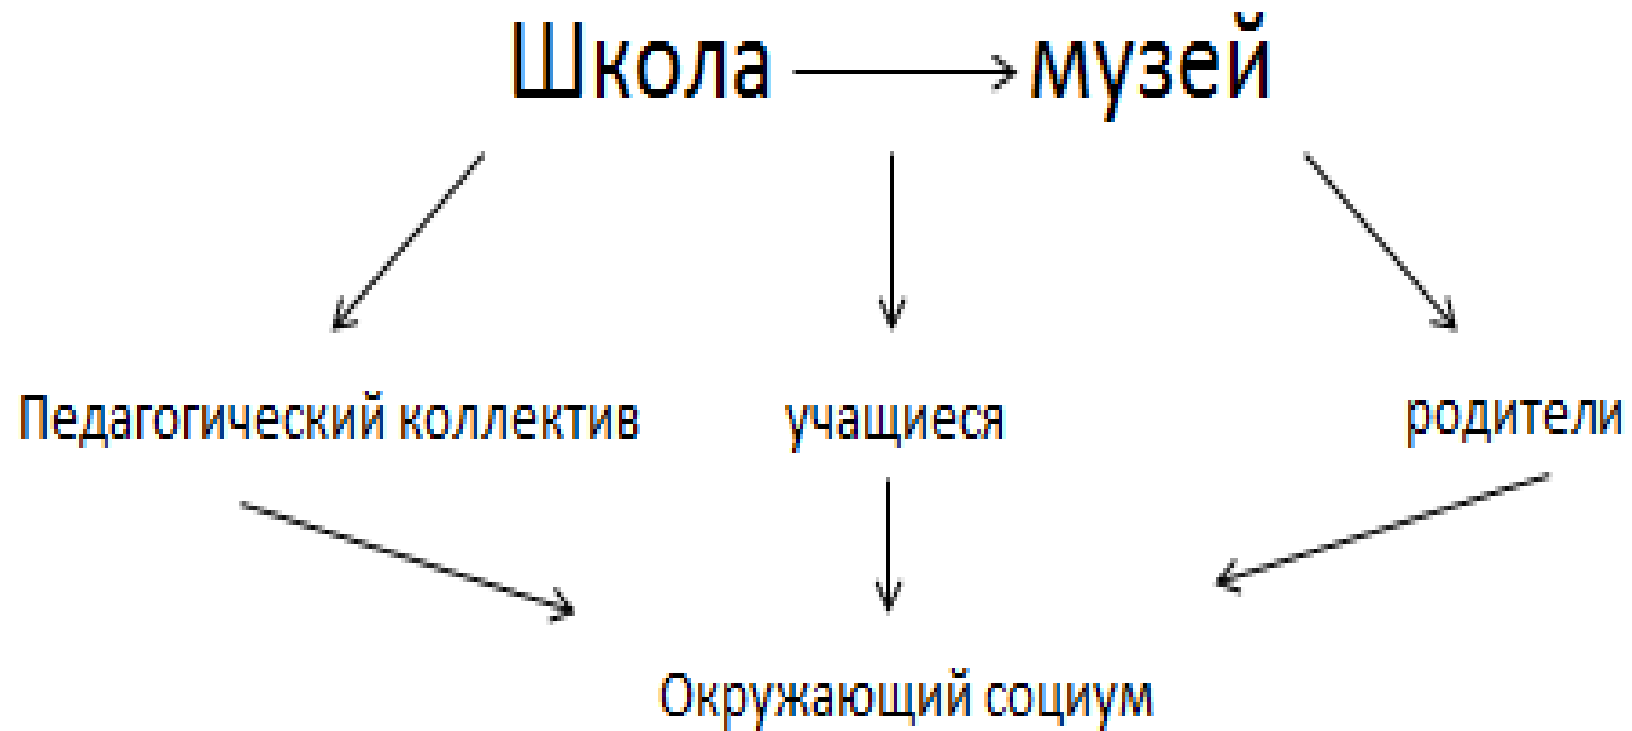 Школа музей
Педагогический коллектив учащиеся родители
Окружающий социум